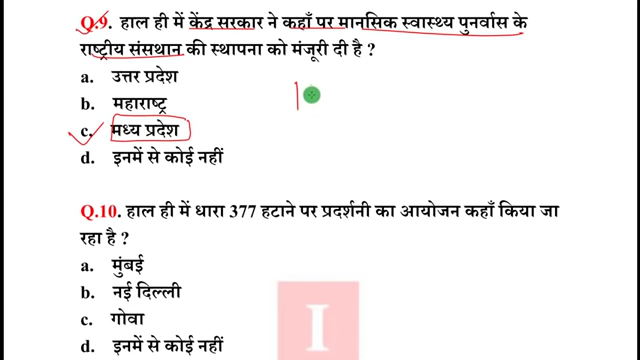 Q.9. हाल ही में केंद्र सरकार ने कहाँ पर मानसिक स्वास्थ्य पुनर्वास के
राष्ट्रीय संसथान की स्थापना को मंजूरी दी है ?
a. उत्तर प्रदेश
b. महाराष्ट्र
c. मध्य प्रदेश
d. इनमें से कोई नहीं
Q.10. हाल ही में धारा 377 हटाने पर प्रदर्शनी का आयोजन कहाँ किया जा
रहा है ?
a. मुंबई
b. नई दिल्ली
c. गोवा
d. इनमें से कोई नहीं
I